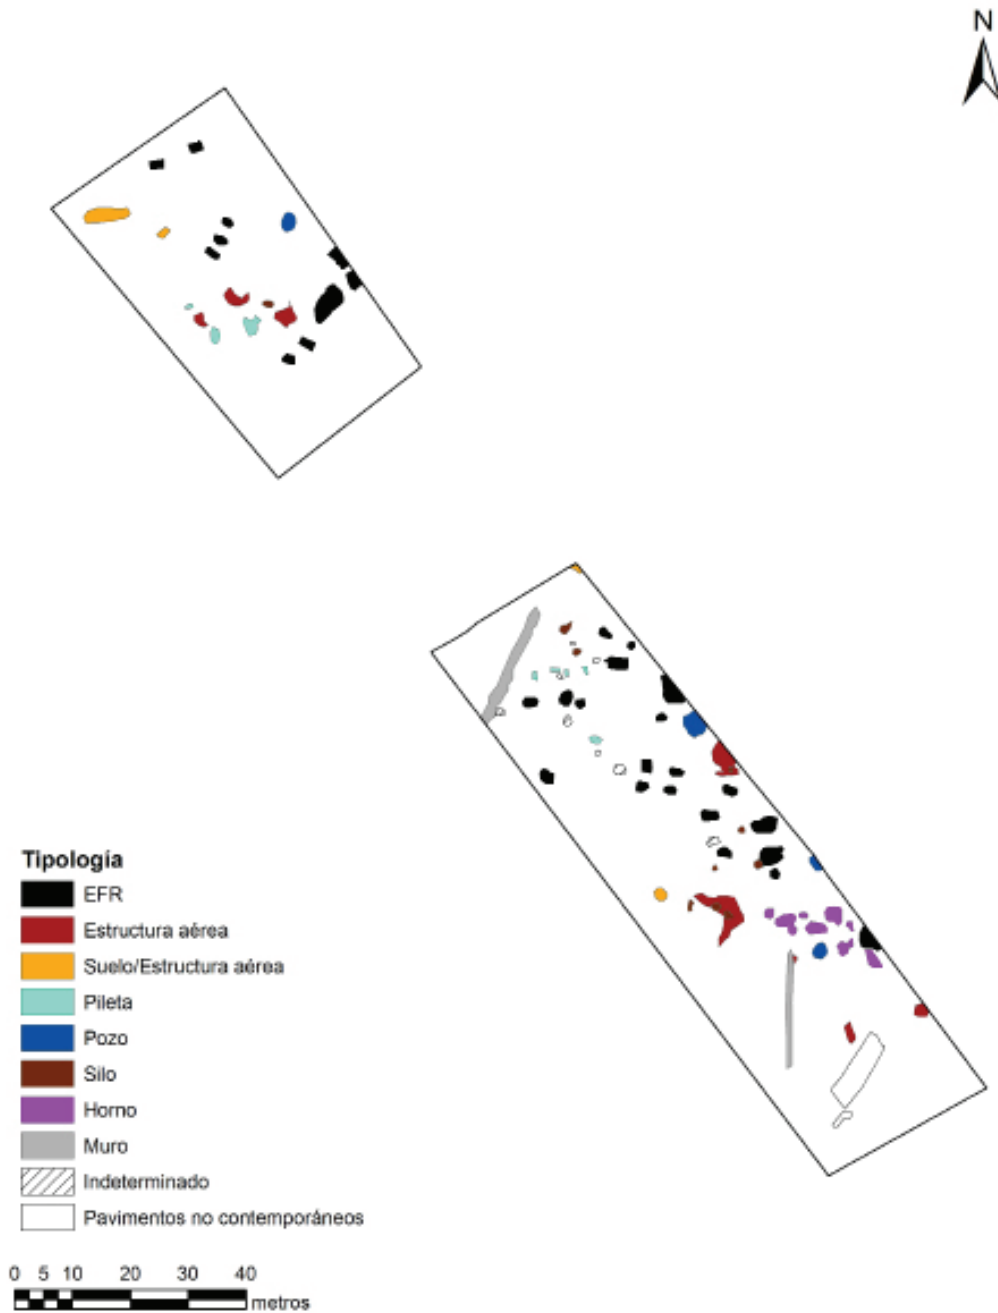 N
Tipología
EFR
Estructura aérea
Suelo/Estructura aérea
Pileta
Pozo
Silo
Horno
Muro
Indeterminado
Pavimentos no contemporáneos
0 5 10 20 30 40
metros